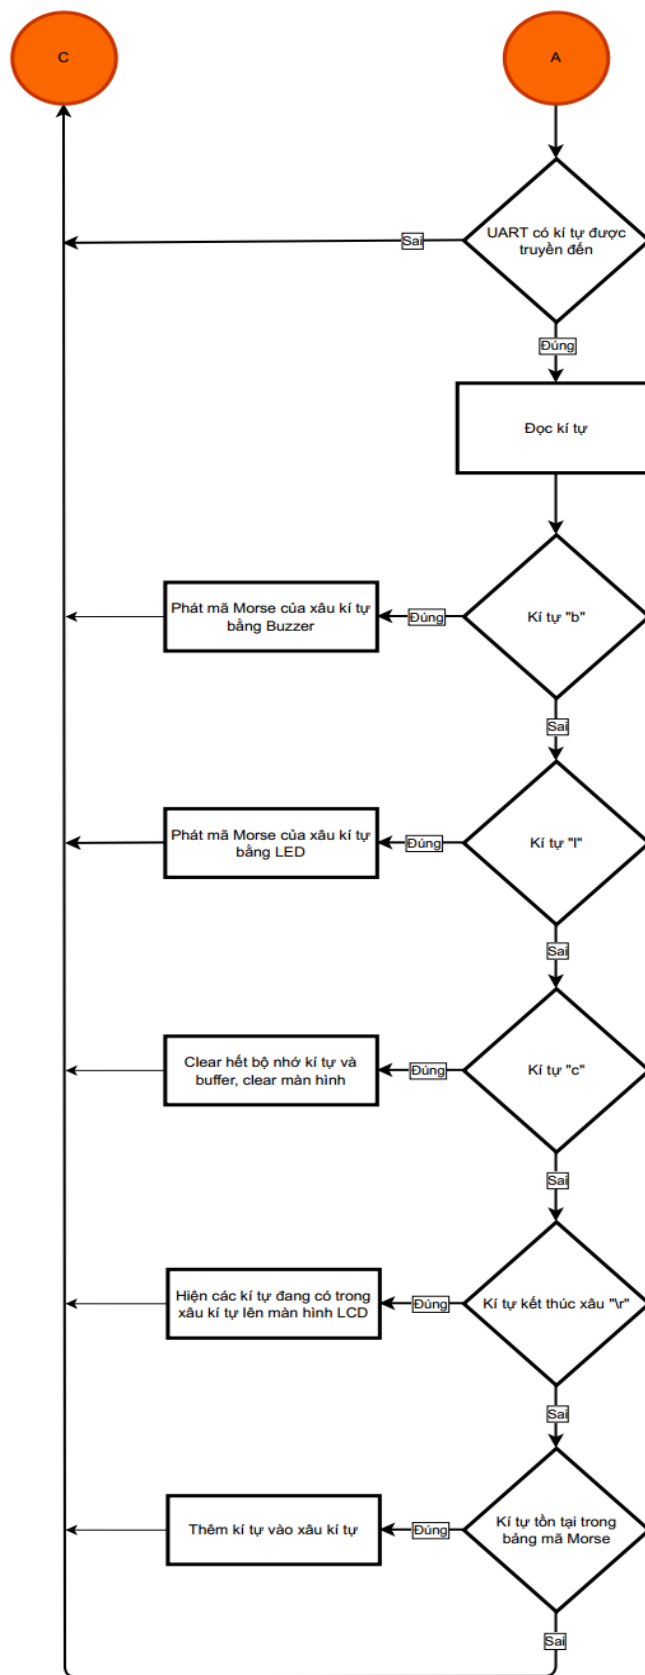 C
A
UART có kí tự được
truyền đến
Sai
Đúng
Đọc kí tự
Kí tự "b"
Đúng
Phát mã Morse của xâu kí tự
bằng Buzzer
Sai
Kí tự "l"
Đúng
Phát mã Morse của xâu kí tự
bằng LED
Sai
Kí tự "c"
Đúng
Clear hết bộ nhớ kí tự và
buffer, clear màn hình
Sai
Kí tự kết thúc xâu "\r"
Đúng
Hiện các kí tự đang có trong
xâu kí tự lên màn hình LCD
Sai
Kí tự tồn tại trong
bảng mã Morse
Đúng
Thêm kí tự vào xâu kí tự
Sai